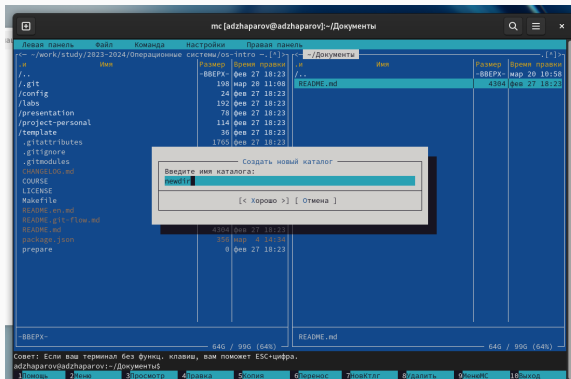 mc [adzhaparov@adzhaparov]:~/Документы
Левая панель Файл Команда Настройки Правая панель
~/work/study/2023-2024/Операционные системы/os-intro ~.[^]> ~/Документы .[^]>
.и Имя Размер Время правки .и Имя Размер Время правки
/.. -ВВЕРХ- фев 27 18:23 /.. -ВВЕРХ- мар 20 10:58
/.git 198 мар 20 11:08 README.md 4304 фев 27 18:23
/config 24 фев 27 18:23
/labs 192 фев 27 18:23
/presentation 78 фев 27 18:23
/project-personal 114 фев 27 18:23
/template 36 фев 27 18:23
.gitattributes 1765 фев 27 18:23
.gitignore
.gitmodules
CHANGELOG.md
COURSE
LICENSE
Makefile
README.en.md
README.git-flow.md
README.md 4304 фев 27 18:23
package.json 356 мар 4 14:34
prepare 0 фев 27 18:23
Создать новый каталог
Введите имя каталога:
newdir
[< Хорошо >] [ Отмена ]
-ВВЕРХ- README.md
64G / 99G (64%) 64G / 99G (64%)
Совет: Если ваш терминал без функц. клавиш, вам поможет ESC+цифра.
adzhaparov@adzhaparov:~/Документы$
1Помощь 2Меню 3Просмотр 4Правка 5Копия 6Перенос 7НовКтлг 8Удалить 9МенюMC 10Выход